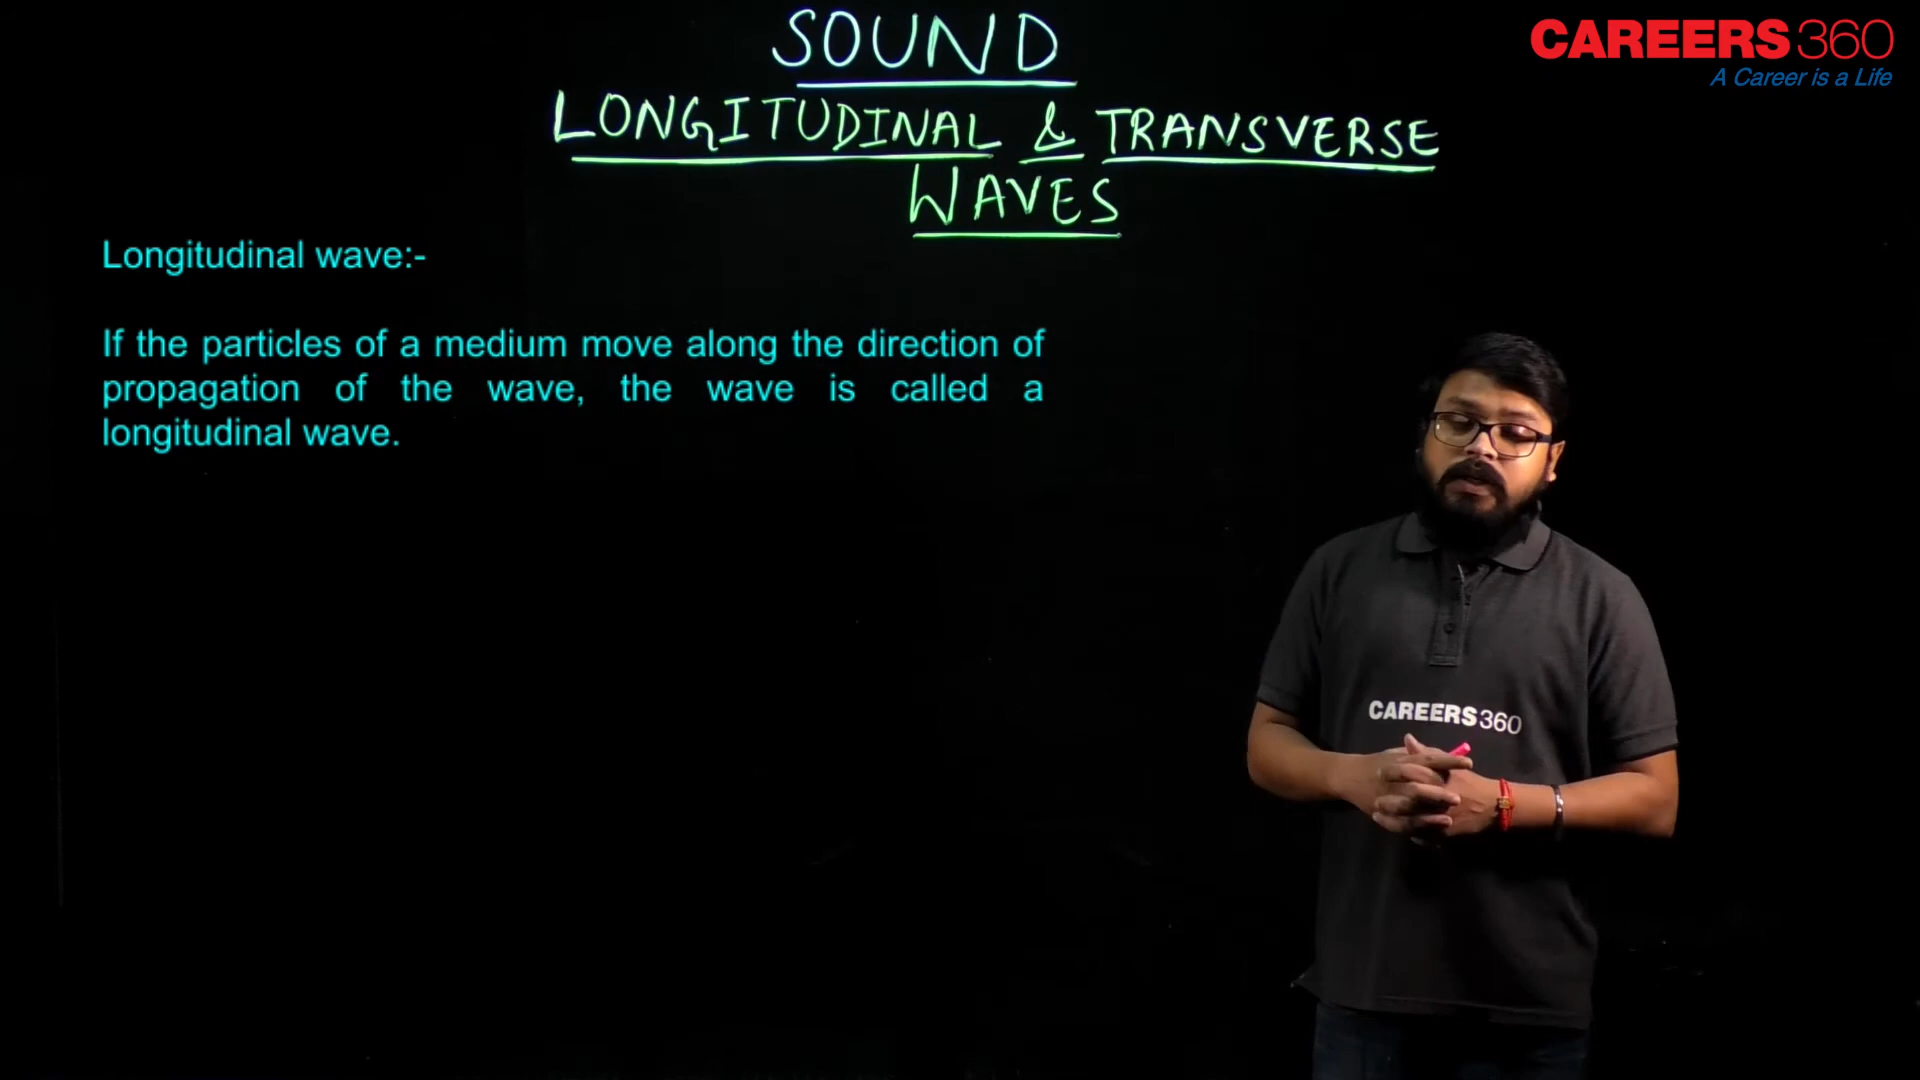 SOUND
CAREERS360
A Career is a Life
LONGITUDINAL & TRANSVERSE
WAVES
Longitudinal wave:-
If the particles of a medium move along the direction of
propagation of the wave, the wave is called a
longitudinal wave.
CAREERS360